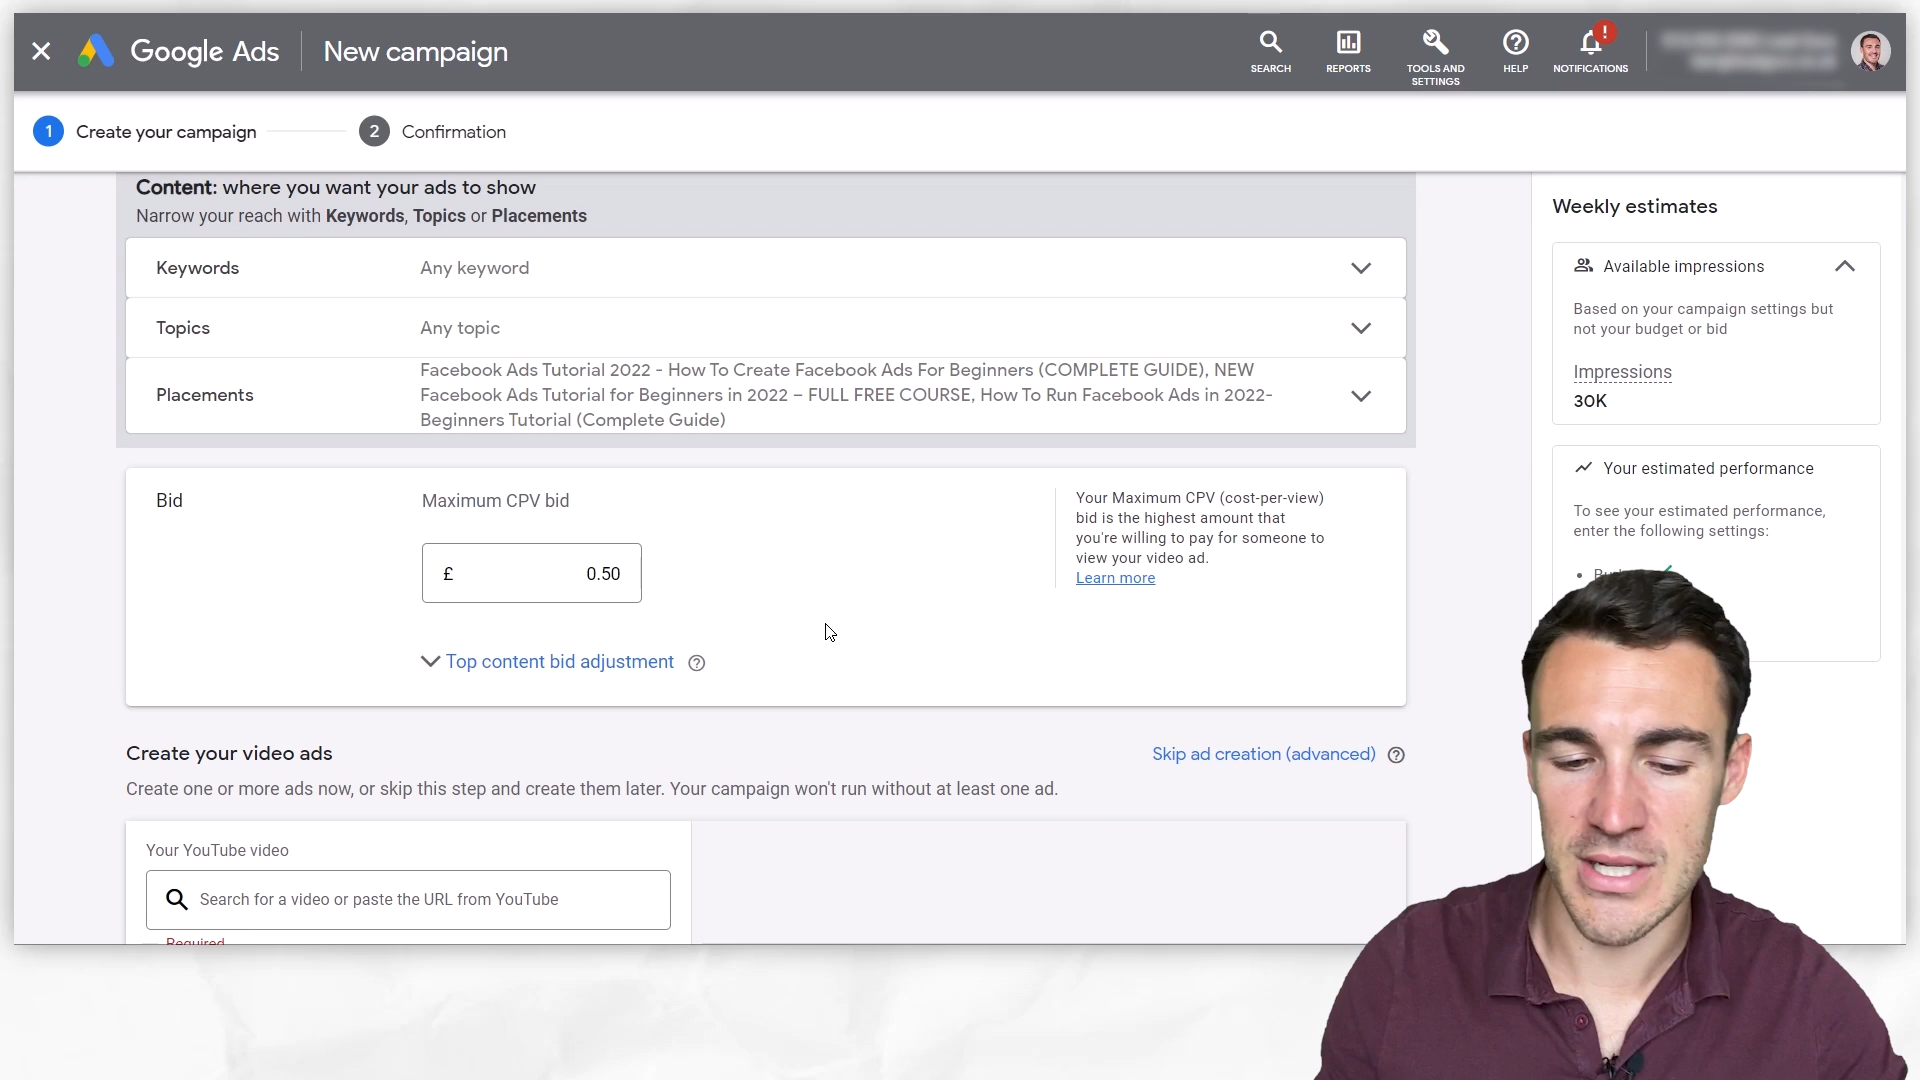 Google Ads
New campaign
SEARCH
REPORTS
TOOLS AND
SETTINGS
HELP
!
NOTIFICATIONS
1 Create your campaign
2 Confirmation
Content: where you want your ads to show
Narrow your reach with Keywords, Topics or Placements
Keywords
Any keyword
Topics
Any topic
Placements
Facebook Ads Tutorial 2022 - How To Create Facebook Ads For Beginners (COMPLETE GUIDE), NEW
Facebook Ads Tutorial for Beginners in 2022 – FULL FREE COURSE, How To Run Facebook Ads in 2022-
Beginners Tutorial (Complete Guide)
Bid
Maximum CPV bid
£ 0.50
Top content bid adjustment ?
Your Maximum CPV (cost-per-view)
bid is the highest amount that
you're willing to pay for someone to
view your video ad.
Learn more
Create your video ads
Skip ad creation (advanced) ?
Create one or more ads now, or skip this step and create them later. Your campaign won't run without at least one ad.
Your YouTube video
Search for a video or paste the URL from YouTube
Required
Weekly estimates
Available impressions
Based on your campaign settings but
not your budget or bid
Impressions
30K
Your estimated performance
To see your estimated performance,
enter the following settings: